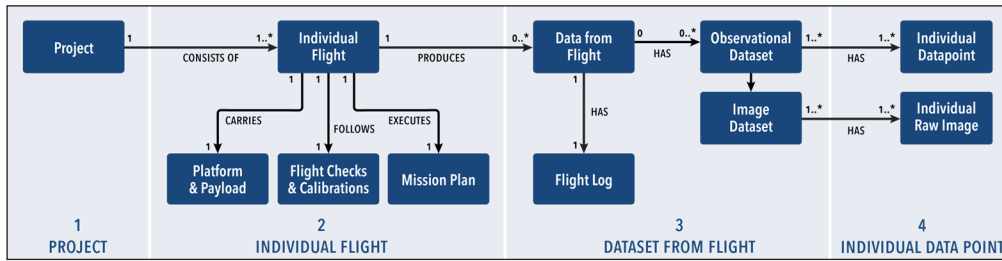 Project
1
CONSISTS OF
1..*
Individual
Flight
1
PRODUCES
0..*
Data from
Flight
0
HAS
0..*
Observational
Dataset
1..*
HAS
1..*
Individual
Datapoint
1
1
1
CARRIES
FOLLOWS
EXECUTES
1
1
1
Platform
& Payload
Flight Checks
& Calibrations
Mission Plan
1
HAS
1
Flight Log
Image
Dataset
1..*
HAS
1..*
Individual
Raw Image
1
PROJECT
2
INDIVIDUAL FLIGHT
3
DATASET FROM FLIGHT
4
INDIVIDUAL DATA POINT